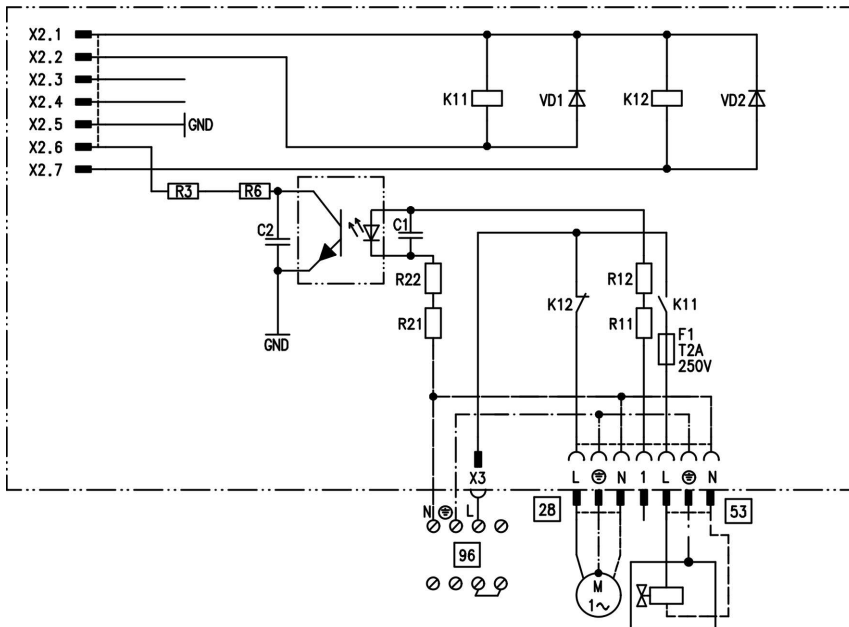 X2.1
X2.2
X2.3
X2.4
X2.5
GND
X2.6
X2.7
K11
VD1
K12
VD2
R3
R6
C2
C1
GND
R22
R21
K12
R12
R11
K11
F1
T2A
250V
X3
L
N
1
L
N
N
L
28
53
96
M
1~